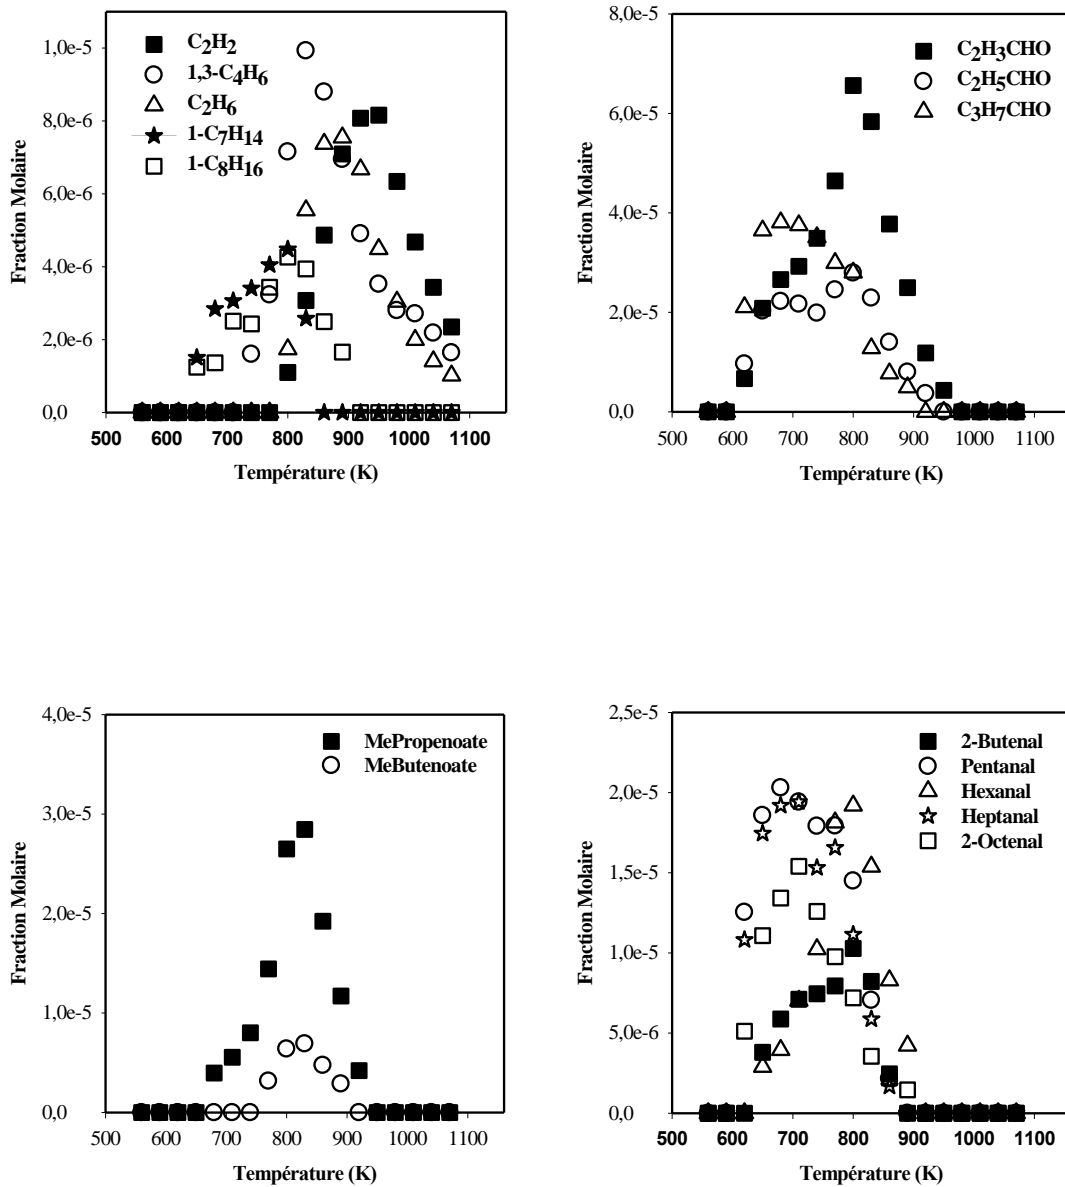 C2H2
1,3-C4H6
C2H6
1-C7H14
1-C8H16
1,0e-5
8,0e-6
6,0e-6
4,0e-6
2,0e-6
0,0
Fraction Molaire
500 600 700 800 900 1000 1100
Température (K)
C2H3CHO
C2H5CHO
C3H7CHO
8,0e-5
6,0e-5
4,0e-5
2,0e-5
0,0
Fraction Molaire
500 600 700 800 900 1000 1100
Température (K)
MePropenoate
MeButenoate
4,0e-5
3,0e-5
2,0e-5
1,0e-5
0,0
Fraction Molaire
500 600 700 800 900 1000 1100
Température (K)
2-Butenal
Pentanal
Hexanal
Heptanal
2-Octenal
2,5e-5
2,0e-5
1,5e-5
1,0e-5
5,0e-6
0,0
Fraction Molaire
500 600 700 800 900 1000 1100
Température (K)